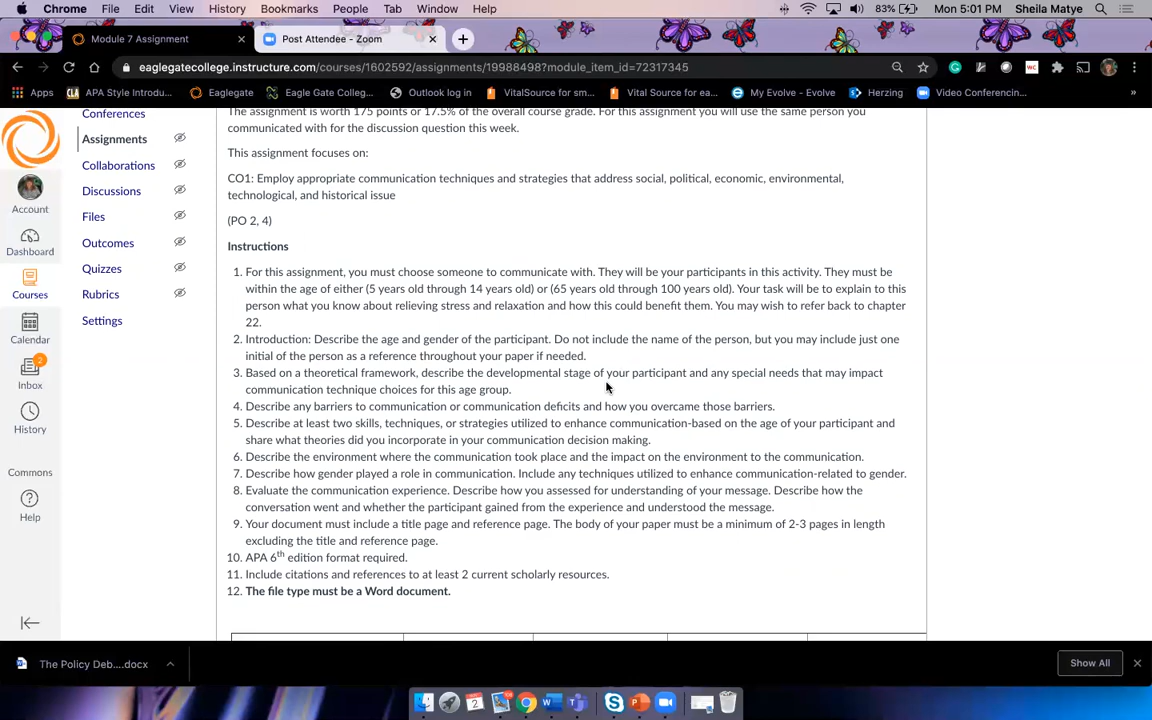 Chrome File Edit View History Bookmarks People Tab Window Help 83% Mon 5:01 PM Sheila Matye
Module 7 Assignment × Post Attendee - Zoom × +
eaglegatecollege.instructure.com/courses/1602592/assignments/19988498?module_item_id=72317345
Apps APA Style Introdu... Eaglegate Eagle Gate Colleg... Outlook log in VitalSource for sm... Vital Source for ea... My Evolve - Evolve Herzing Video Conferencin... »
Conferences
Assignments
Collaborations
Discussions
Files
Outcomes
Quizzes
Rubrics
Settings
Account
Dashboard
Courses
Calendar
2
Inbox
History
Commons
Help
The assignment is worth 175 points or 17.5% of the overall course grade. For this assignment you will use the same person you
communicated with for the discussion question this week.
This assignment focuses on:
CO1: Employ appropriate communication techniques and strategies that address social, political, economic, environmental,
technological, and historical issue
(PO 2, 4)
Instructions
1. For this assignment, you must choose someone to communicate with. They will be your participants in this activity. They must be
within the age of either (5 years old through 14 years old) or (65 years old through 100 years old). Your task will be to explain to this
person what you know about relieving stress and relaxation and how this could benefit them. You may wish to refer back to chapter
22.
2. Introduction: Describe the age and gender of the participant. Do not include the name of the person, but you may include just one
initial of the person as a reference throughout your paper if needed.
3. Based on a theoretical framework, describe the developmental stage of your participant and any special needs that may impact
communication technique choices for this age group.
4. Describe any barriers to communication or communication deficits and how you overcame those barriers.
5. Describe at least two skills, techniques, or strategies utilized to enhance communication-based on the age of your participant and
share what theories did you incorporate in your communication decision making.
6. Describe the environment where the communication took place and the impact on the environment to the communication.
7. Describe how gender played a role in communication. Include any techniques utilized to enhance communication-related to gender.
8. Evaluate the communication experience. Describe how you assessed for understanding of your message. Describe how the
conversation went and whether the participant gained from the experience and understood the message.
9. Your document must include a title page and reference page. The body of your paper must be a minimum of 2-3 pages in length
excluding the title and reference page.
10. APA 6th edition format required.
11. Include citations and references to at least 2 current scholarly resources.
12. The file type must be a Word document.
The Policy Deb....docx
Show All ×